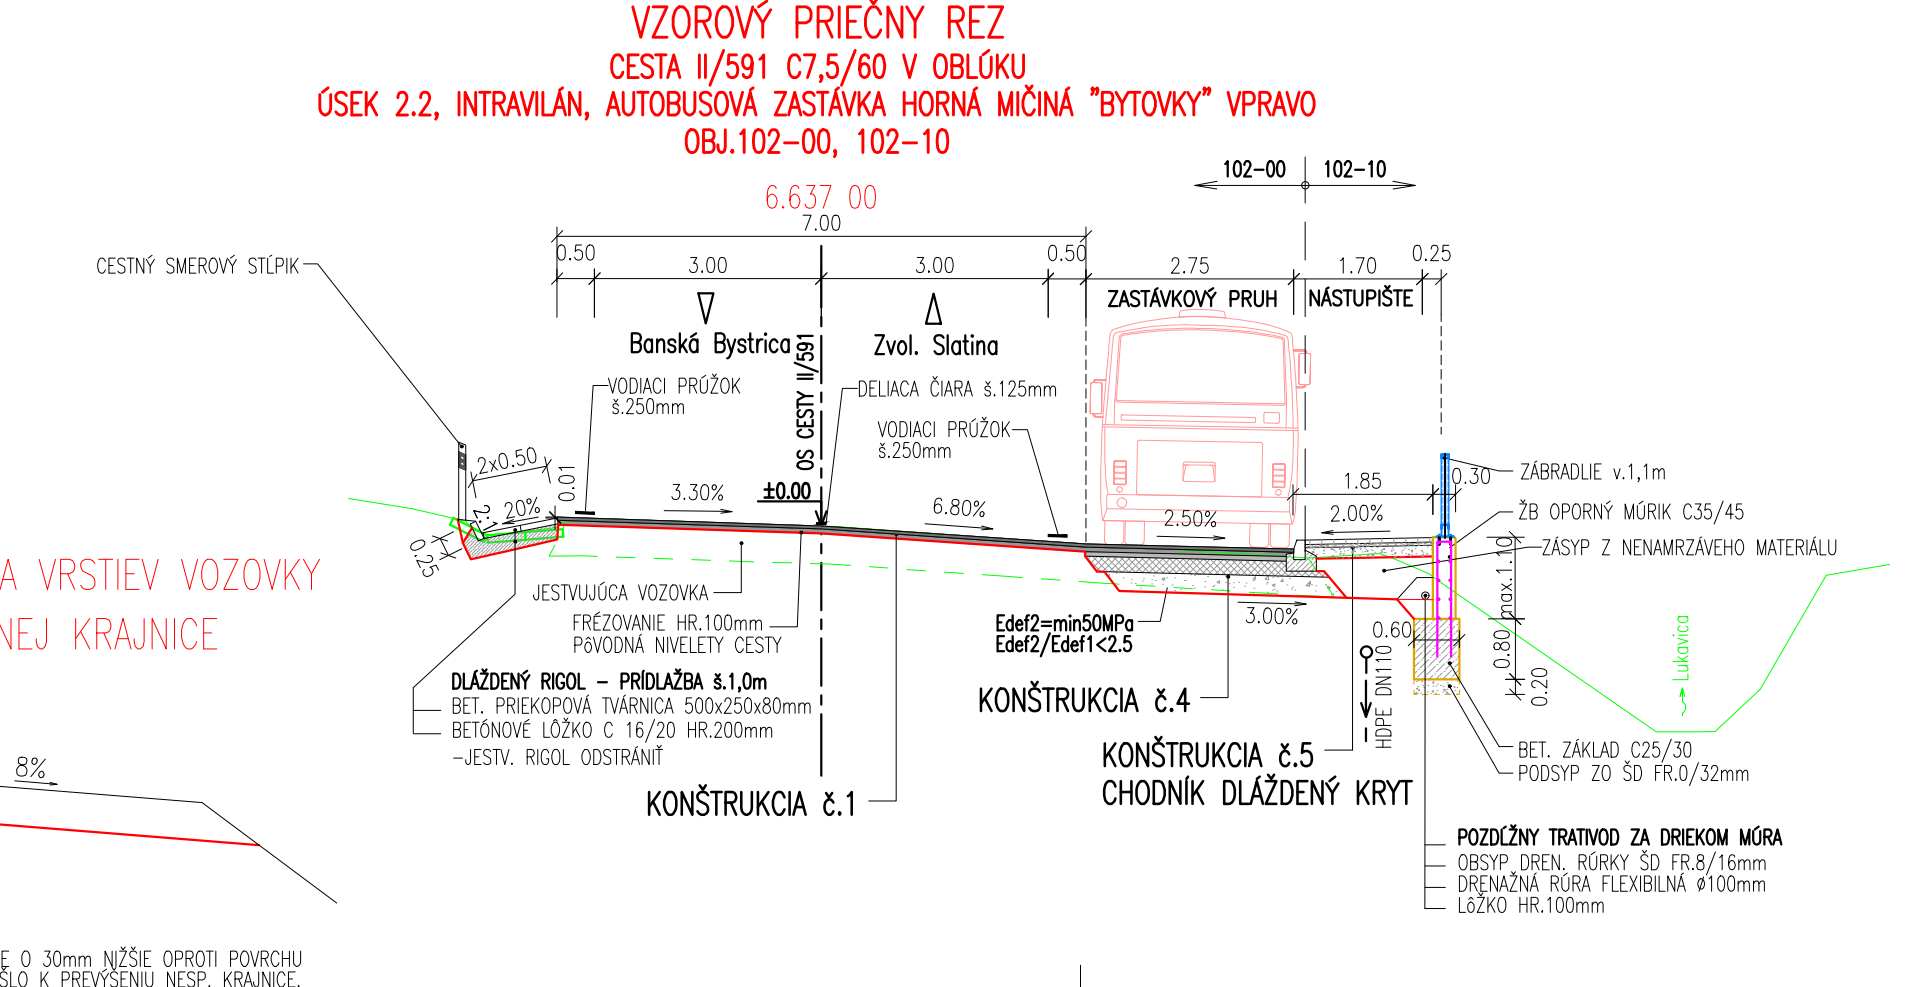 VZOROVÝ PRIEČNY REZ
CESTA II/591 C7,5/60 V OBLÚKU
ÚSEK 2.2, INTRAVILÁN, AUTOBUSOVÁ ZASTÁVKA HORNÁ MIČINÁ "BYTOVKY" VPRAVO
OBJ.102-00, 102-10
102-00 102-10
6.637 00
7.00
0.50 3.00 3.00 0.50 2.75 1.70 0.25
CESTNÝ SMEROVÝ STĹPIK
ZASTÁVKOVÝ PRUH NÁSTUPIŠTE
Banská Bystrica Zvol. Slatina
OS CESTY II/591
VODIACI PRÚŽOK
š.250mm
DELIACA ČIARA š.125mm
VODIACI PRÚŽOK
š.250mm
2x0.50
0.01
20%
2:1
0.25
3.30%
±0.00
6.80%
2.50%
1.85
2.00%
0.30
ZÁBRADLIE v.1,1m
ŽB OPORNÝ MÚRIK C35/45
ZÁSYP Z NENAMRZÁVEHO MATERIÁLU
max.1.10
A VRSTIEV VOZOVKY
NEJ KRAJNICE
JESTVUJÚCA VOZOVKA
FRÉZOVANIE HR.100mm
PôVODNÁ NIVELETY CESTY
Edef2=min50MPa
Edef2/Edef1<2.5
3.00%
0.60
0.80
0.20
HDPE DN110
Lukavica
DLÁŽDENÝ RIGOL - PRÍDLAŽBA š.1,0m
BET. PRIEKOPOVÁ TVÁRNICA 500x250x80mm
BETÓNOVÉ LÔŽKO C 16/20 HR.200mm
-JESTV. RIGOL ODSTRÁNIŤ
KONŠTRUKCIA č.4
KONŠTRUKCIA č.5
CHODNÍK DLÁŽDENÝ KRYT
KONŠTRUKCIA č.1
BET. ZÁKLAD C25/30
PODSYP ZO ŠD FR.0/32mm
8%
POZDĹŽNY TRATIVOD ZA DRIEKOM MÚRA
OBSYP DREN. RÚRKY ŠD FR.8/16mm
DRENAŽNÁ RÚRA FLEXIBILNÁ ø100mm
LôŽKO HR.100mm
E O 30mm NIŽŠIE OPROTI POVRCHU
ŠLO K PREVÝŠENIU NESP. KRAJNICE.